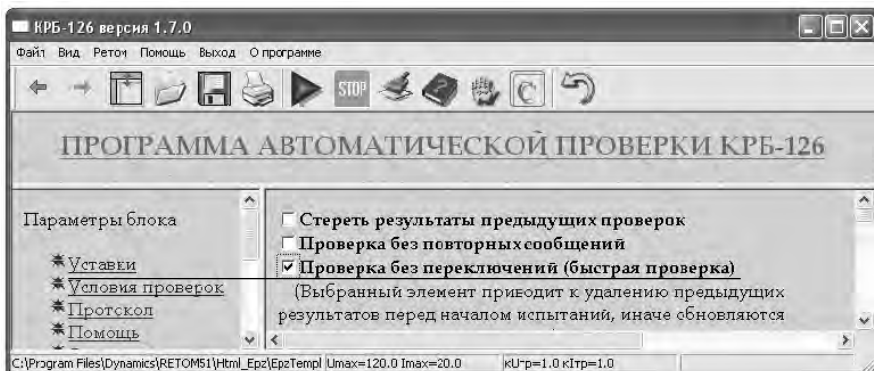 КРБ-126 версия 1.7.0
Файл Вид Ретом Помощь Выход О программе
STOP
C
ПРОГРАММА АВТОМАТИЧЕСКОЙ ПРОВЕРКИ КРБ-126
Параметры блока
Уставки
Условия проверок
Протокол
Помощь
Стереть результаты предыдущих проверок
Проверка без повторных сообщений
Проверка без переключений (быстрая проверка)
(Выбранный элемент приводит к удалению предыдущих
результатов перед началом испытаний, иначе обновляются
C:\Program Files\Dynamics\RETOM51\Html_Epz\EpzTempl Umax=120.0 Imax=20.0 кUтр=1.0 кIтр=1.0